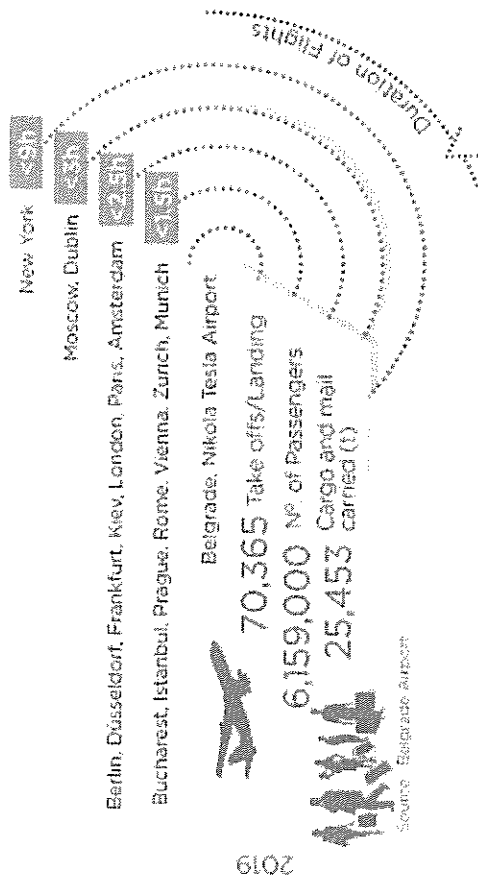 New York <9h
Moscow, Dublin <3h
Berlin, Düsseldorf, Frankfurt, Kiev, London, Paris, Amsterdam <2.5h
Bucharest, Istanbul, Prague, Rome, Vienna, Zurich, Munich <1.5h
Belgrade, Nikola Tesla Airport
Duration of Flights
2019
70,365 Take offs/Landing
6,159,000 Nº. of Passengers
25,453 Cargo and mail
carried (t)
Source: Belgrade airport